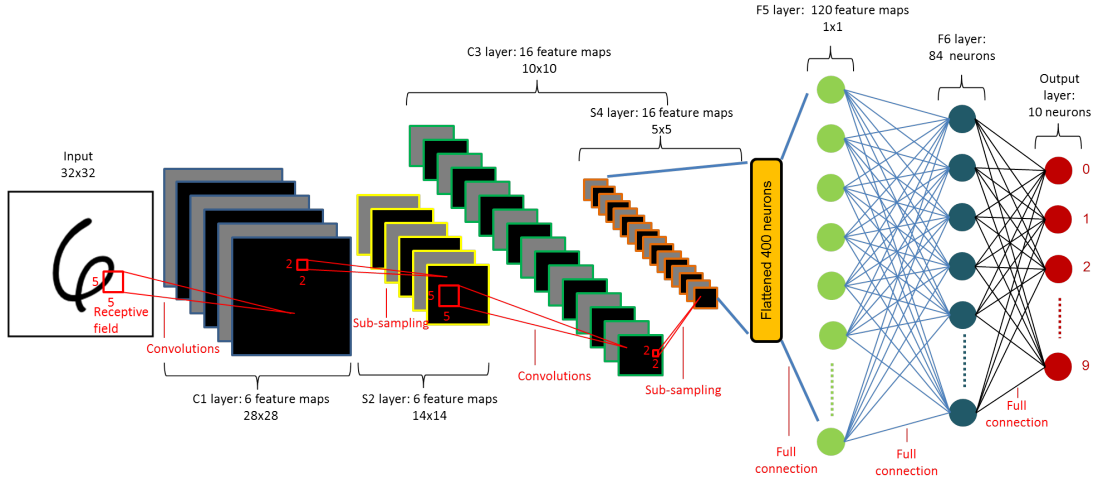 Input
32x32
5
5
Receptive
field
Convolutions
C1 layer: 6 feature maps
28x28
2
2
Sub-sampling
S2 layer: 6 feature maps
14x14
5
5
Convolutions
C3 layer: 16 feature maps
10x10
2
2
Sub-sampling
S4 layer: 16 feature maps
5x5
Flattened 400 neurons
Full
connection
F5 layer: 120 feature maps
1x1
Full
connection
F6 layer:
84 neurons
Full
connection
Output
layer:
10 neurons
0
1
2
9